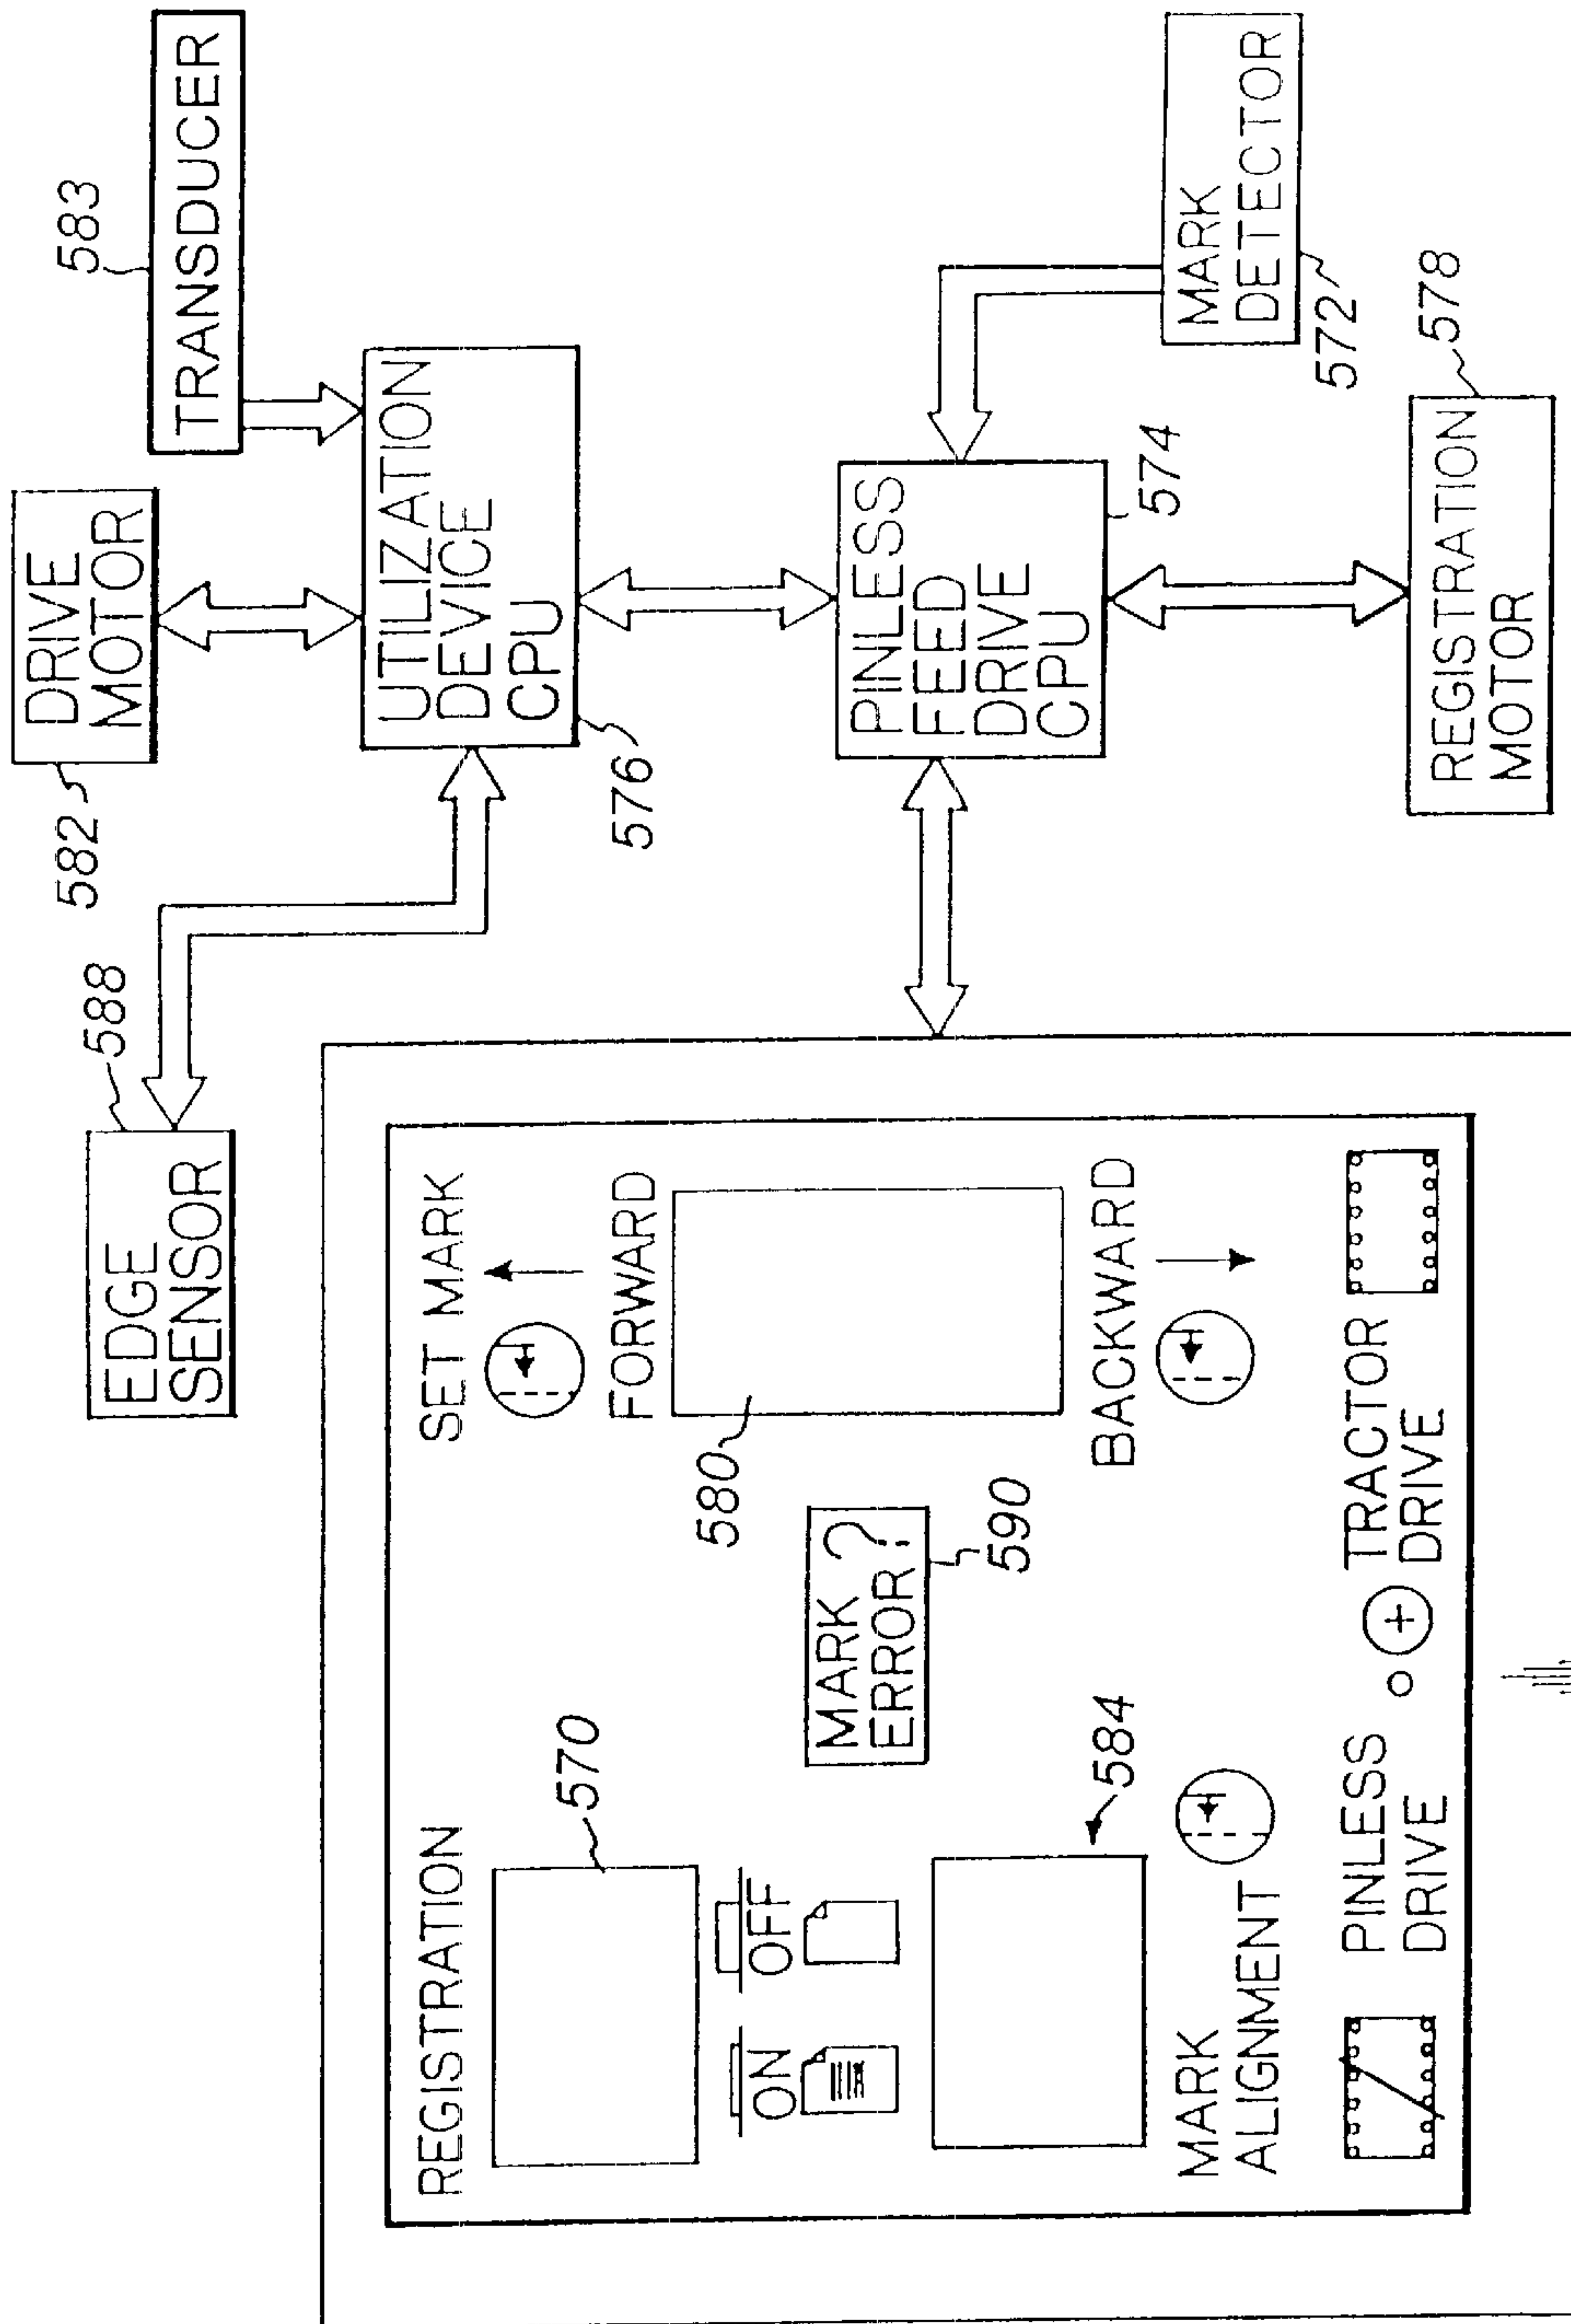 583
TRANSDUCER
DRIVE
MOTOR
582
UTILIZATION
DEVICE
CPU
576
588
EDGE
SENSOR
PINLESS
FEED
DRIVE
CPU
574
MARK
DETECTOR
572
578
REGISTRATION
MOTOR
REGISTRATION
570
ON
OFF
584
MARK
ALIGNMENT
MARK ?
ERROR ?
590
SET MARK
FORWARD
580
BACKWARD
PINLESS
DRIVE
TRACTOR
DRIVE